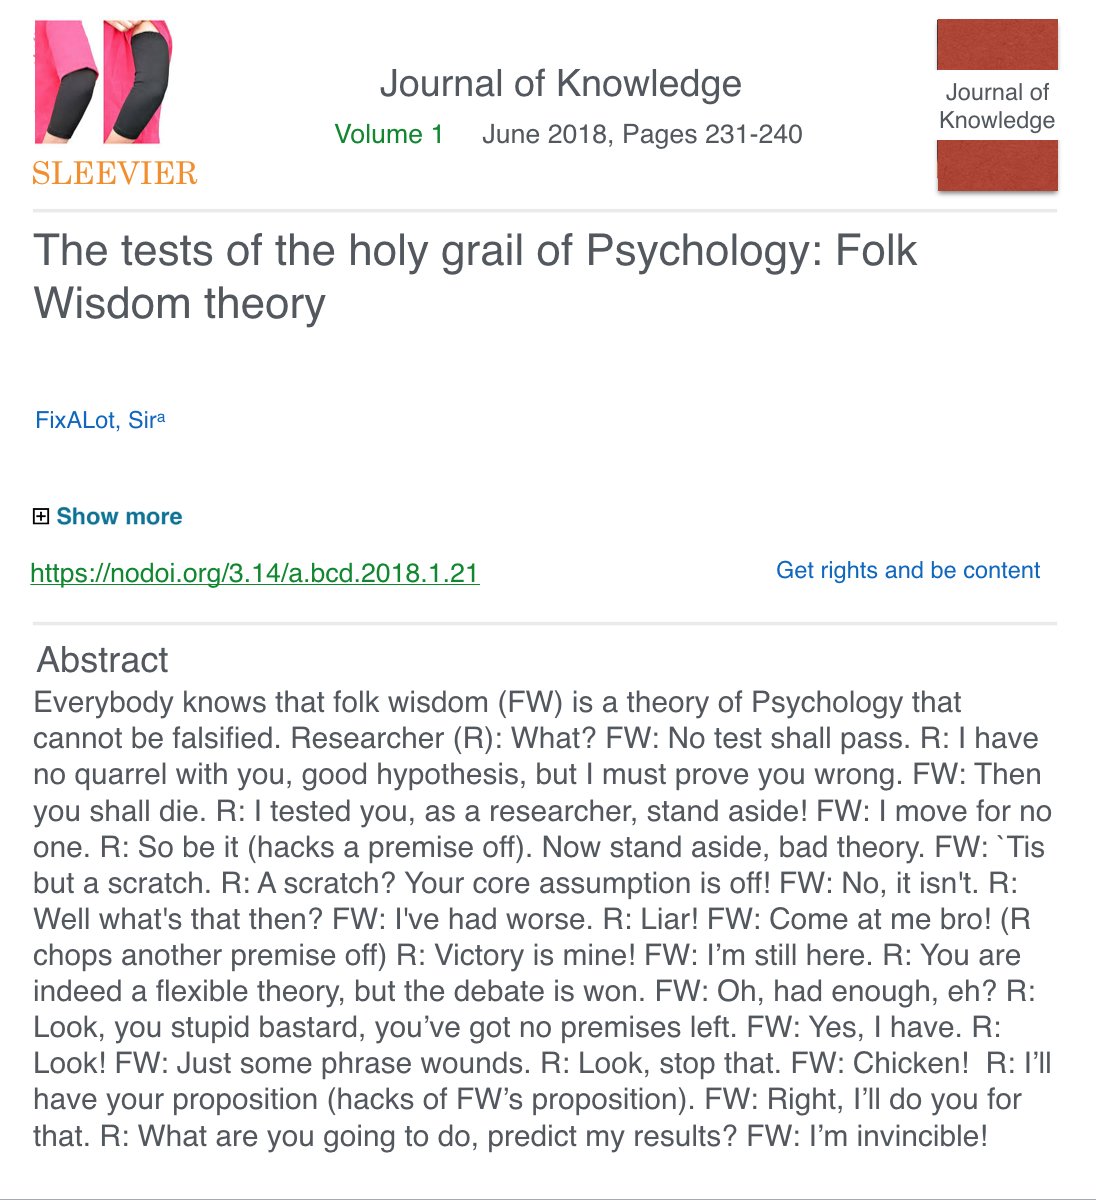 Journal of Knowledge
Volume 1 June 2018, Pages 231-240
Journal of
Knowledge
SLEEVIER
The tests of the holy grail of Psychology: Folk
Wisdom theory
FixALot, Sirᵃ
Show more
https://nodoi.org/3.14/a.bcd.2018.1.21
Get rights and be content
Abstract
Everybody knows that folk wisdom (FW) is a theory of Psychology that
cannot be falsified. Researcher (R): What? FW: No test shall pass. R: I have
no quarrel with you, good hypothesis, but I must prove you wrong. FW: Then
you shall die. R: I tested you, as a researcher, stand aside! FW: I move for no
one. R: So be it (hacks a premise off). Now stand aside, bad theory. FW: `Tis
but a scratch. R: A scratch? Your core assumption is off! FW: No, it isn't. R:
Well what's that then? FW: I've had worse. R: Liar! FW: Come at me bro! (R
chops another premise off) R: Victory is mine! FW: I’m still here. R: You are
indeed a flexible theory, but the debate is won. FW: Oh, had enough, eh? R:
Look, you stupid bastard, you’ve got no premises left. FW: Yes, I have. R:
Look! FW: Just some phrase wounds. R: Look, stop that. FW: Chicken!  R: I’ll
have your proposition (hacks of FW’s proposition). FW: Right, I’ll do you for
that. R: What are you going to do, predict my results? FW: I’m invincible!